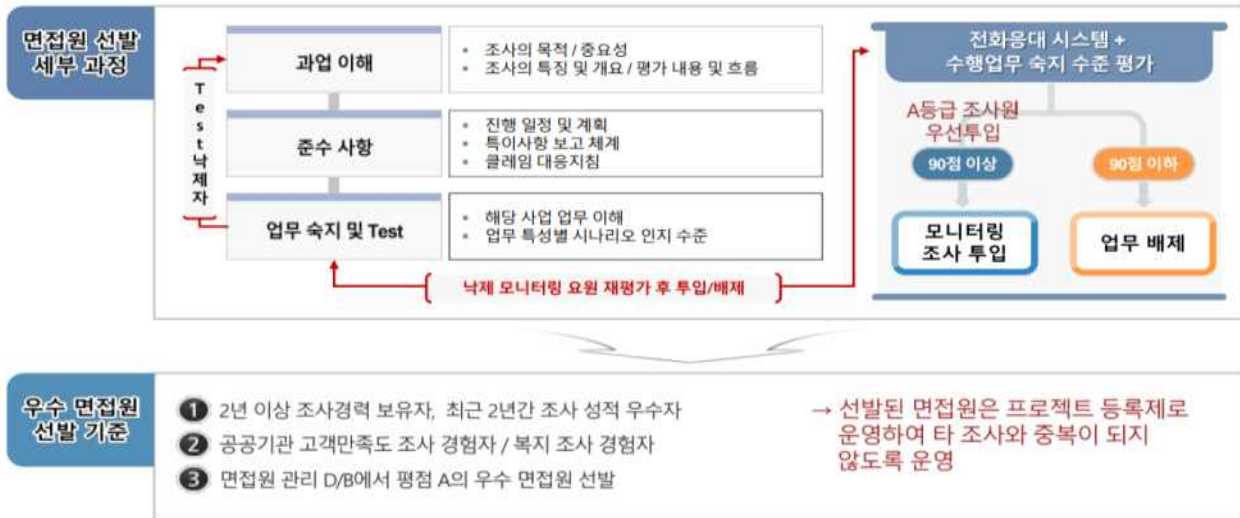 면접원 선발
세부 과정
Test낙제자
과업 이해
• 조사의 목적 / 중요성
• 조사의 특징 및 개요 / 평가 내용 및 흐름
준수 사항
• 진행 일정 및 계획
• 특이사항 보고 체계
• 클레임 대응지침
업무 숙지 및 Test
• 해당 사업 업무 이해
• 업무 특성별 시나리오 인지 수준
낙제 모니터링 요원 재평가 후 투입/배제
전화응대 시스템 +
수행업무 숙지 수준 평가
A등급 조사원
우선투입
90점 이상
90점 이하
모니터링
조사 투입
업무 배제
우수 면접원
선발 기준
1 2년 이상 조사경력 보유자, 최근 2년간 조사 성적 우수자
2 공공기관 고객만족도 조사 경험자 / 복지 조사 경험자
3 면접원 관리 D/B에서 평점 A의 우수 면접원 선발
→ 선발된 면접원은 프로젝트 등록제로
운영하여 타 조사와 중복이 되지
않도록 운영